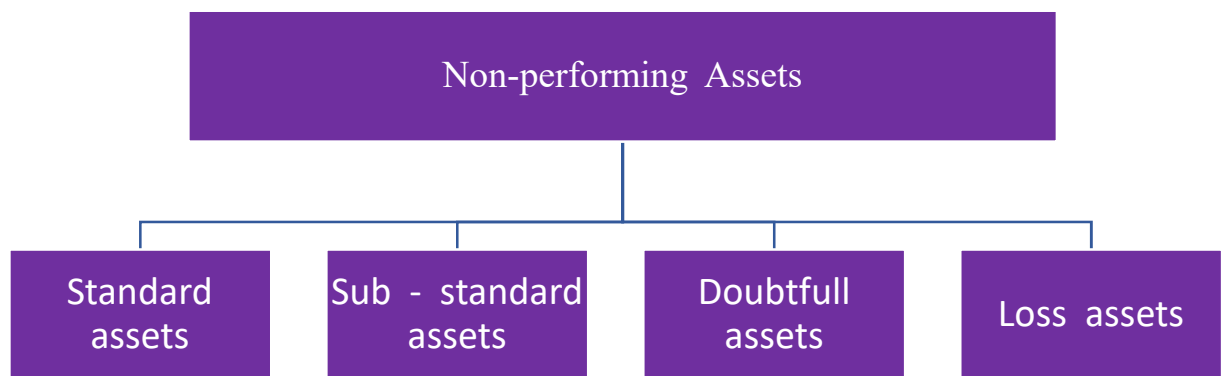 Non-performing Assets
Standard
assets
Sub - standard
assets
Doubtfull
assets
Loss assets